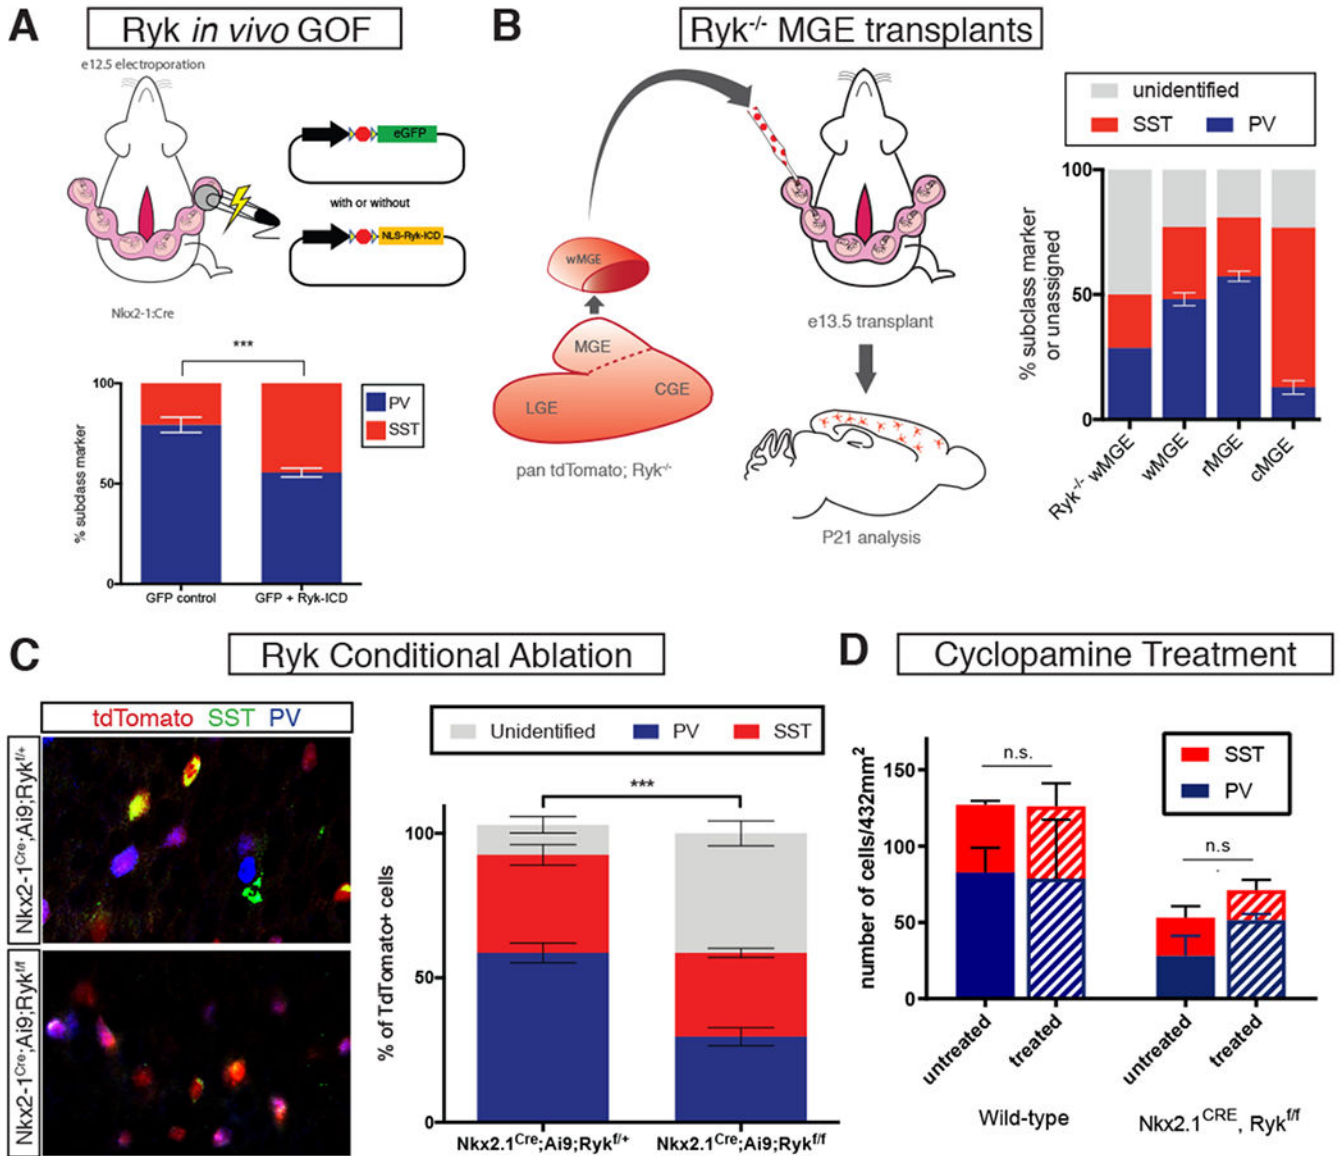 A
Ryk in vivo GOF
e12.5 electroporation
eGFP
with or without
NLS-Ryk-ICD
Nkx2-1:Cre
***
% subclass marker
100
50
0
PV
SST
GFP control
GFP + Ryk-ICD
B
Ryk-/- MGE transplants
wMGE
MGE
LGE
CGE
pan tdTomato; Ryk-/-
e13.5 transplant
P21 analysis
unidentified
SST
PV
% subclass marker
or unassigned
100
50
0
Ryk-/- wMGE
wMGE
rMGE
cMGE
C
Ryk Conditional Ablation
tdTomato SST PV
Nkx2-1Cre;Ai9;Rykf/+
Nkx2-1Cre;Ai9;Rykf/f
Unidentified
PV
SST
***
% of TdTomato+ cells
100
50
0
Nkx2.1Cre;Ai9;Rykf/+
Nkx2.1Cre;Ai9;Rykf/f
D
Cyclopamine Treatment
number of cells/432mm2
150
100
50
0
n.s.
n.s
SST
PV
untreated
treated
untreated
treated
Wild-type
Nkx2.1CRE, Rykf/f